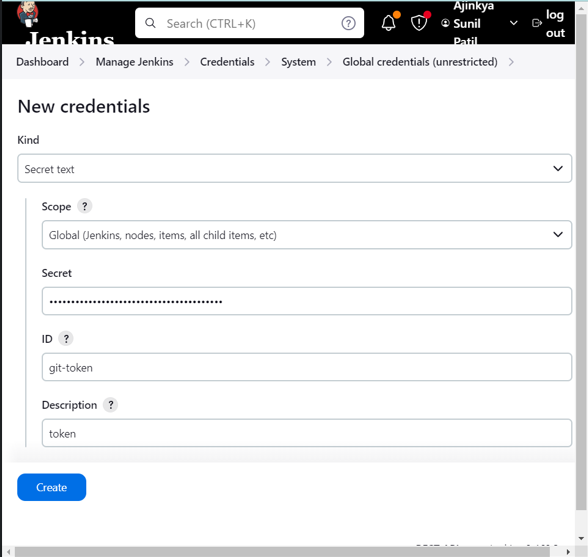 Jenkins
Search (CTRL+K)
?
Ajinkya
Sunil
Patil
log
out
Dashboard > Manage Jenkins > Credentials > System > Global credentials (unrestricted) >
New credentials
Kind
Secret text
Scope ?
Global (Jenkins, nodes, items, all child items, etc)
Secret
••••••••••••••••••••••••••••••••••••••••
ID ?
git-token
Description ?
token
Create